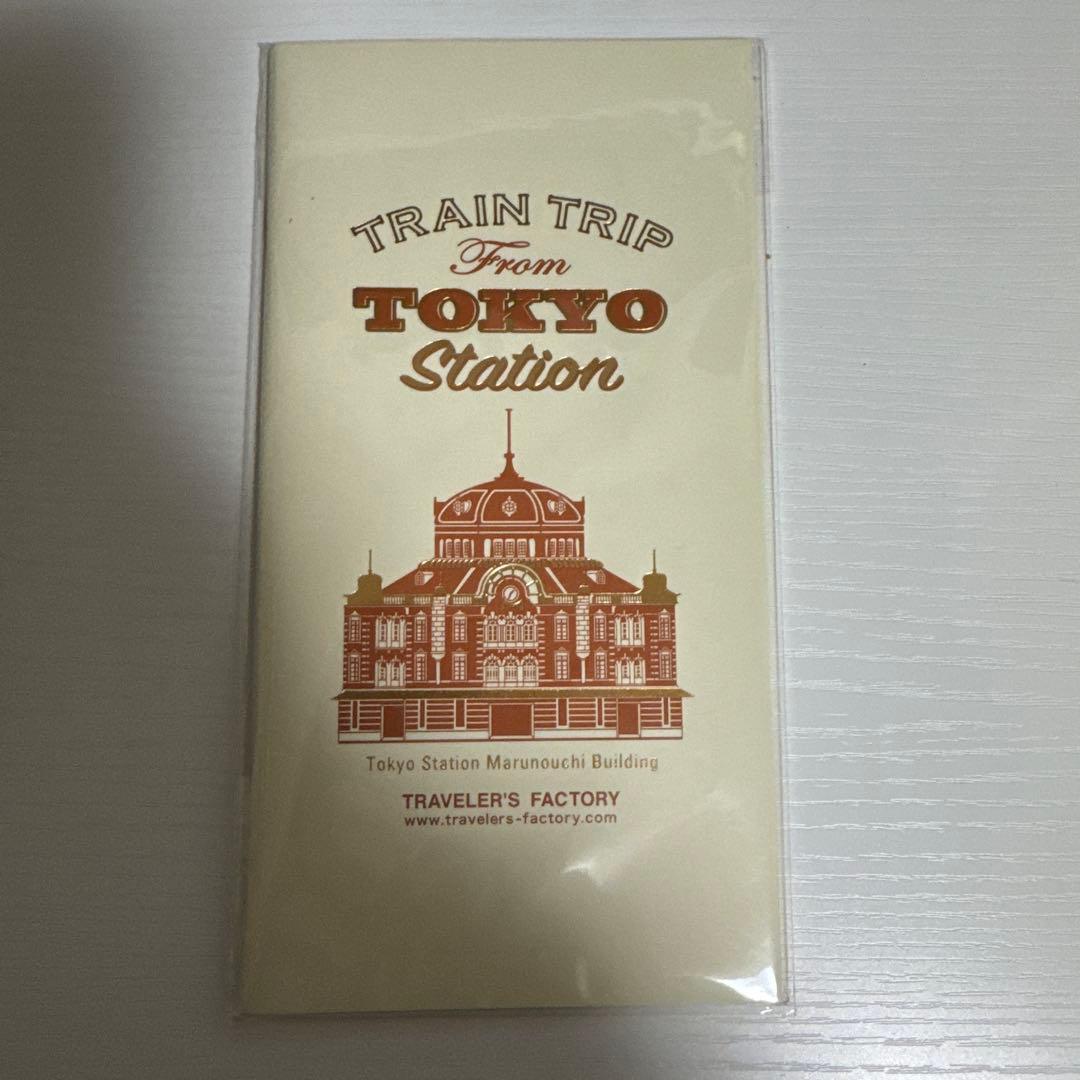 TRAIN TRIP
From
TOKYO
Station
Tokyo Station Marunouchi Building
TRAVELER'S FACTORY
www.travelers-factory.com